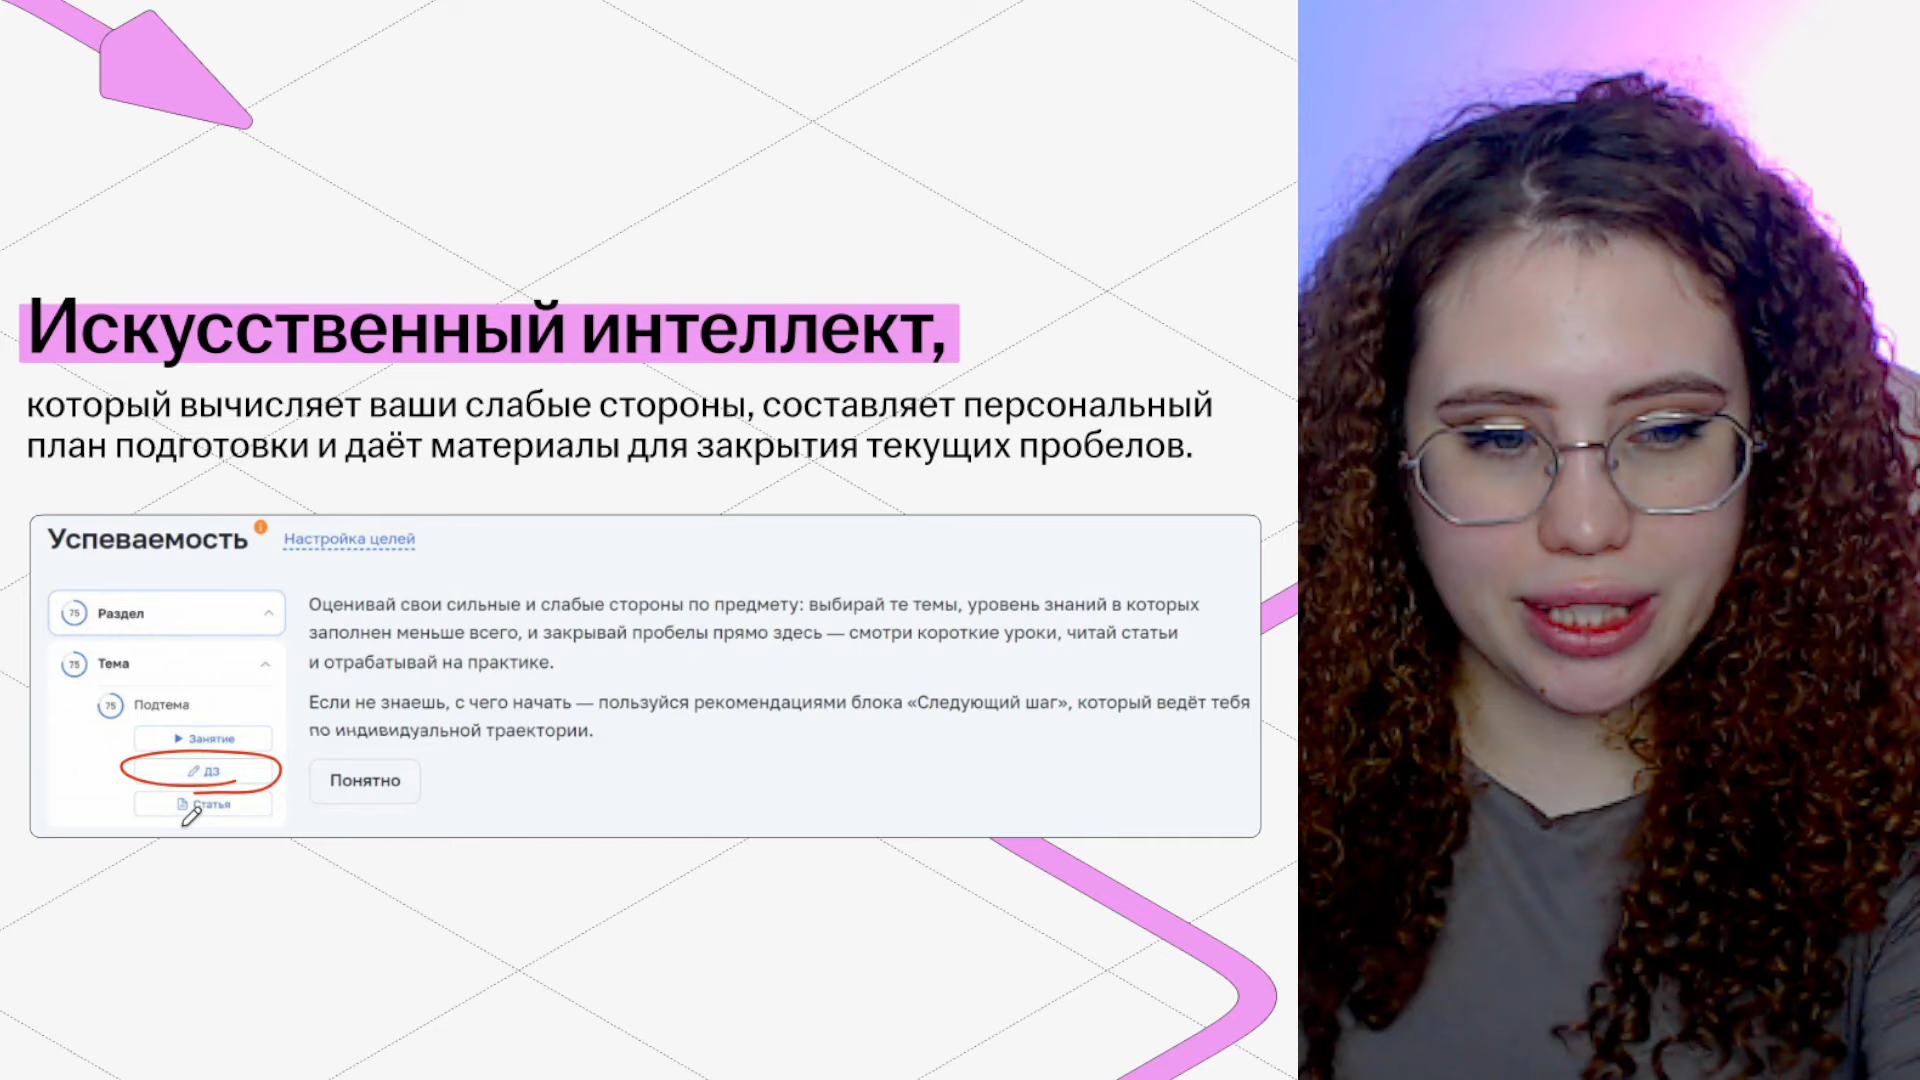 Искусственный интеллект,
который вычисляет ваши слабые стороны, составляет персональный
план подготовки и даёт материалы для закрытия текущих пробелов.
Успеваемость
Настройка целей
75 Раздел
75 Тема
75 Подтема
Занятие
ДЗ
Статья
Оценивай свои сильные и слабые стороны по предмету: выбирай те темы, уровень знаний в которых
заполнен меньше всего, и закрывай пробелы прямо здесь — смотри короткие уроки, читай статьи
и отрабатывай на практике.
Если не знаешь, с чего начать — пользуйся рекомендациями блока «Следующий шаг», который ведёт тебя
по индивидуальной траектории.
Понятно